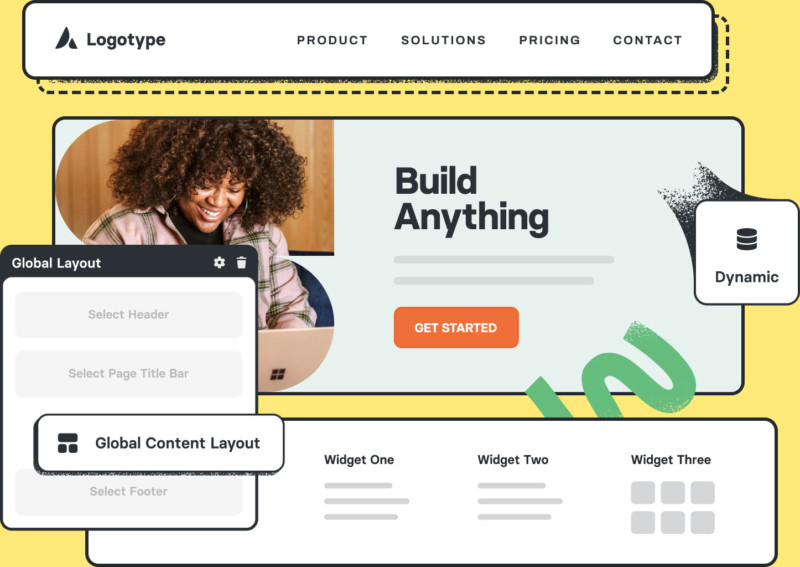 Logotype
PRODUCT
SOLUTIONS
PRICING
CONTACT
Build
Anything
GET STARTED
Dynamic
Global Layout
Select Header
Select Page Title Bar
Global Content Layout
Select Footer
Widget One
Widget Two
Widget Three